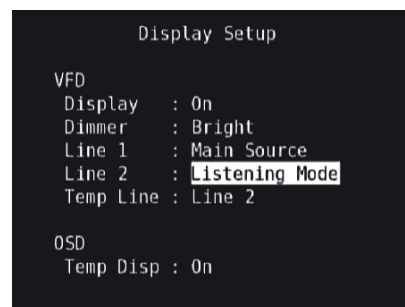 Display Setup
VFD
Display : On
Dimmer : Bright
Line 1 : Main Source
Line 2 : Listening Mode
Temp Line : Line 2
OSD
Temp Disp : On